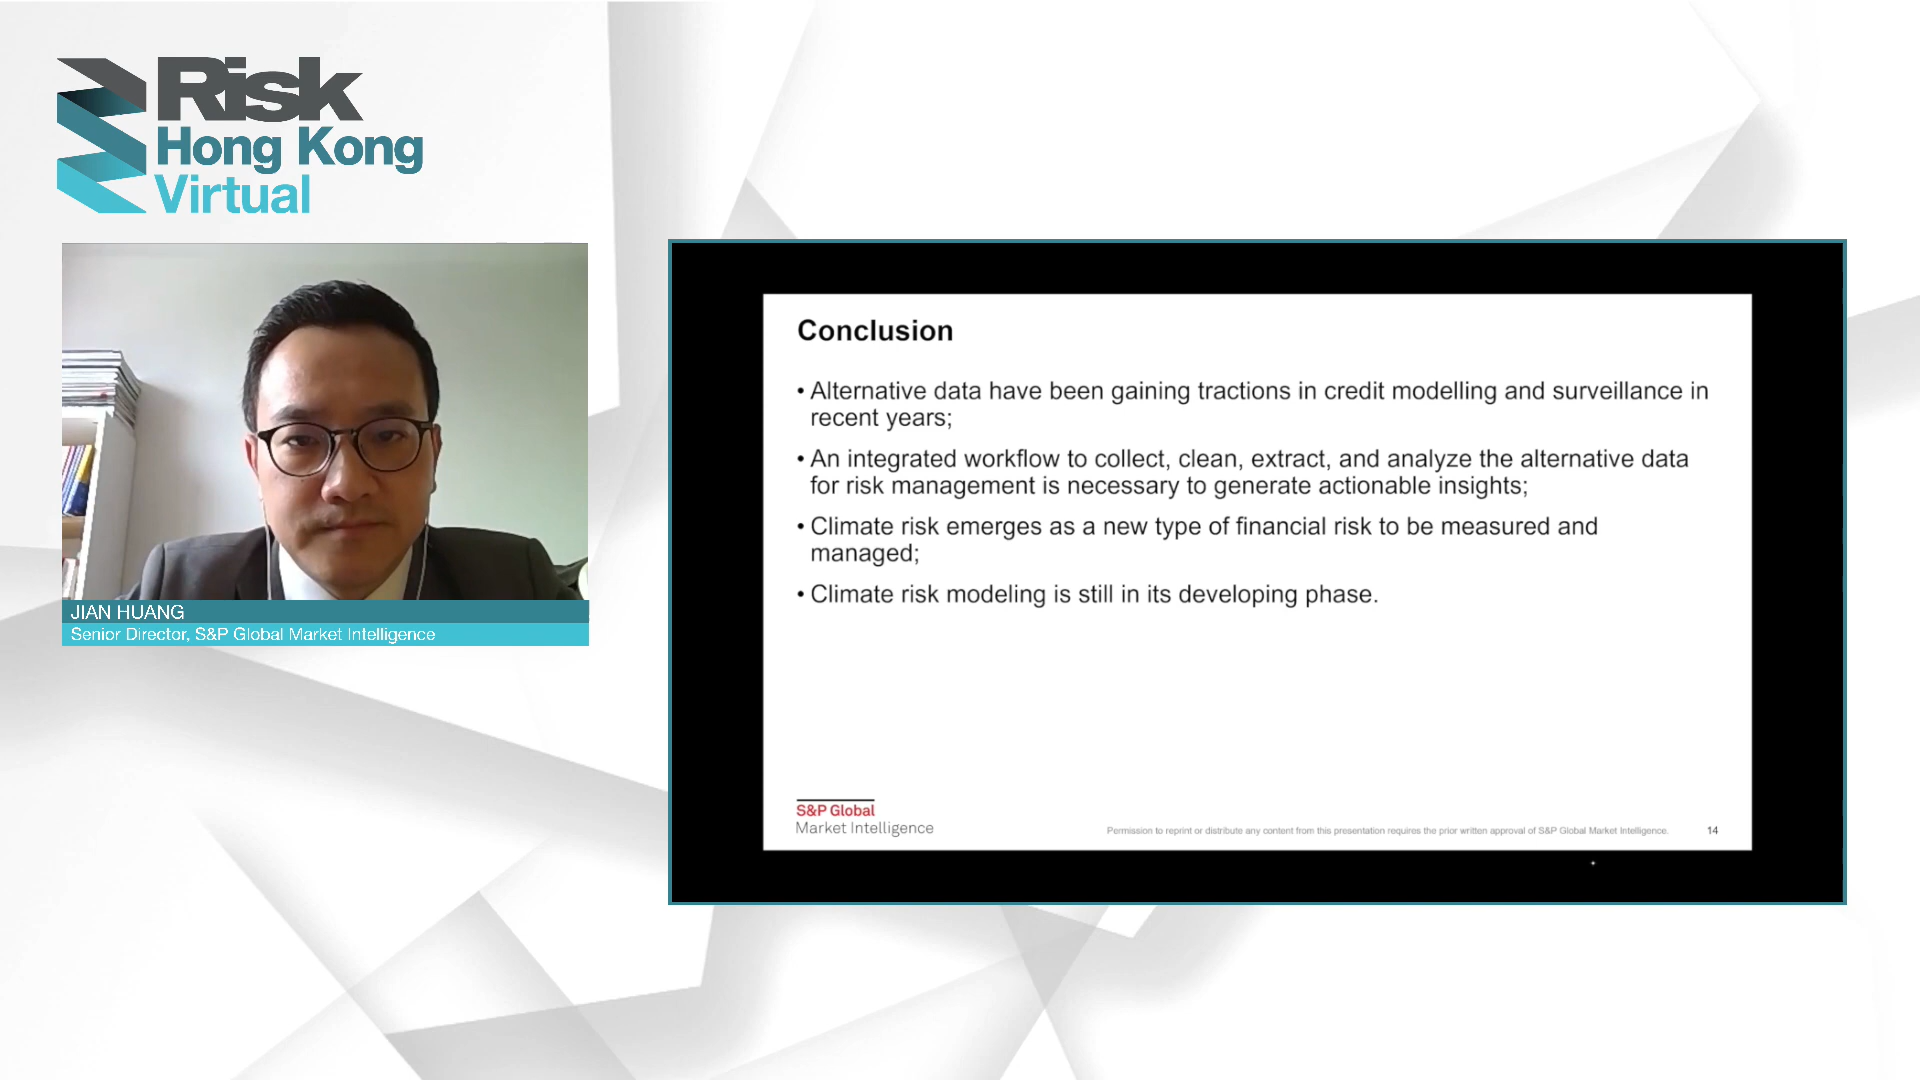 Risk
Hong Kong
Virtual
JIAN HUANG
Senior Director, S&P Global Market Intelligence
Conclusion
• Alternative data have been gaining tractions in credit modelling and surveillance in
recent years;
• An integrated workflow to collect, clean, extract, and analyze the alternative data
for risk management is necessary to generate actionable insights;
• Climate risk emerges as a new type of financial risk to be measured and
managed;
• Climate risk modeling is still in its developing phase.
S&P Global
Market Intelligence
Permission to reprint or distribute any content from this presentation requires the prior written approval of S&P Global Market Intelligence.
14